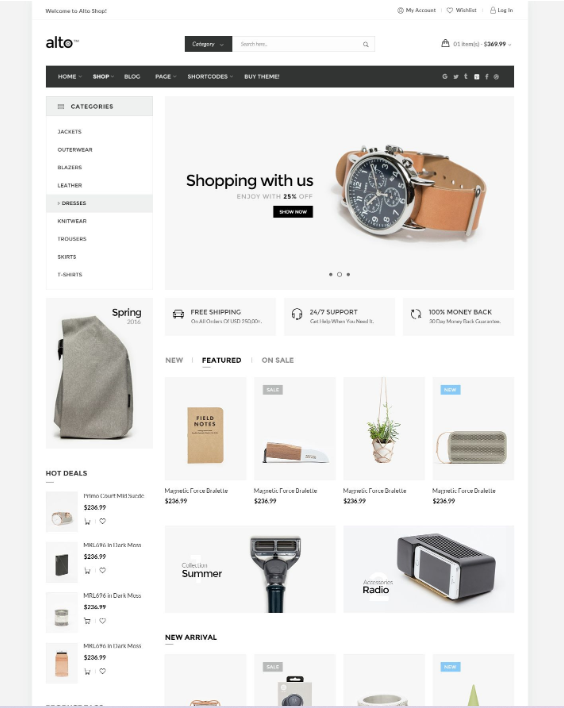 Welcome to Alto Shop!
My Account
Wishlist
Log In
alto™
Category
Search here...
01 Item(s) - $369.99
HOME
SHOP
BLOG
PAGE
SHORTCODES
BUY THEME!
CATEGORIES
JACKETS
OUTERWEAR
BLAZERS
LEATHER
> DRESSES
KNITWEAR
TROUSERS
SKIRTS
T-SHIRTS
Shopping with us
ENJOY WITH 25% OFF
SHOW NOW
Spring
2016
FREE SHIPPING
On All Orders Of USD 250,00+.
24/7 SUPPORT
Get Help When You Need It.
100% MONEY BACK
30 Day Money Back Guarantee.
NEW
FEATURED
ON SALE
FIELD
NOTES
SALE
NEW
Magnetic Force Bralette
$236.99
Magnetic Force Bralette
$236.99
Magnetic Force Bralette
$236.99
Magnetic Force Bralette
$236.99
HOT DEALS
Primo Court Mid Suede
$236.99
MRL696 in Dark Moss
$236.99
MRL696 in Dark Moss
$236.99
MRL696 in Dark Moss
$236.99
Collection
Summer
Accessories
Radio
NEW ARRIVAL
SALE
NEW